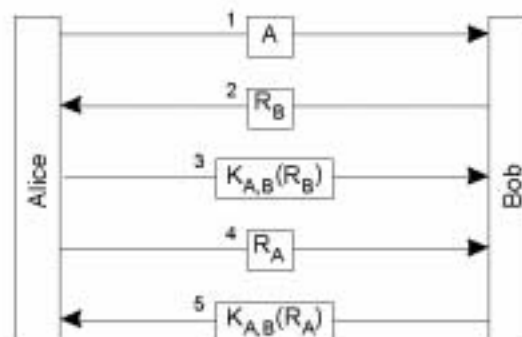 Alice
1 A
2 R_B
3 K_A,B(R_B)
4 R_A
5 K_A,B(R_A)
Bob